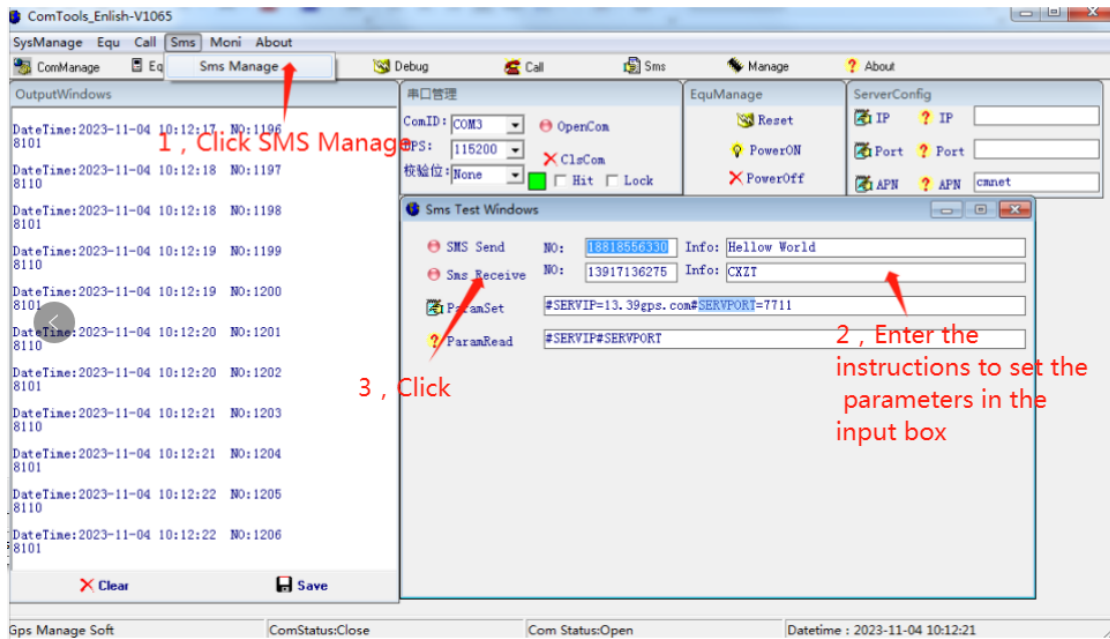 ComTools_Enlish-V1065
SysManage Equ Call Sms Moni About
Sms Manage
ComManage Eq Debug Call Sms Manage About
OutputWindows
DateTime:2023-11-04 10:12:17 NO:1196
8101
DateTime:2023-11-04 10:12:18 NO:1197
8110
DateTime:2023-11-04 10:12:18 NO:1198
8101
DateTime:2023-11-04 10:12:19 NO:1199
8110
DateTime:2023-11-04 10:12:19 NO:1200
8101
DateTime:2023-11-04 10:12:20 NO:1201
8110
DateTime:2023-11-04 10:12:20 NO:1202
8101
DateTime:2023-11-04 10:12:21 NO:1203
8110
DateTime:2023-11-04 10:12:21 NO:1204
8101
DateTime:2023-11-04 10:12:22 NO:1205
8110
DateTime:2023-11-04 10:12:22 NO:1206
8101
Clear Save
1，Click SMS Manage
串口管理
ComID: COM3 OpenCom
BPS: 115200 ClsCom
校验位: None Hit Lock
EquManage
Reset
PowerON
PowerOff
ServerConfig
IP ? IP
Port ? Port
APN ? APN cmnet
Sms Test Windows
SMS Send NO: 18818556330 Info: Hellow World
Sms Receive NO: 13917136275 Info: CXZT
ParamSet #SERVIP=13.39gps.com#SERVPORT=7711
? ParamRead #SERVIP#SERVPORT
2，Enter the
instructions to set the
parameters in the
input box
3，Click
Gps Manage Soft ComStatus:Close Com Status:Open Datetime : 2023-11-04 10:12:21